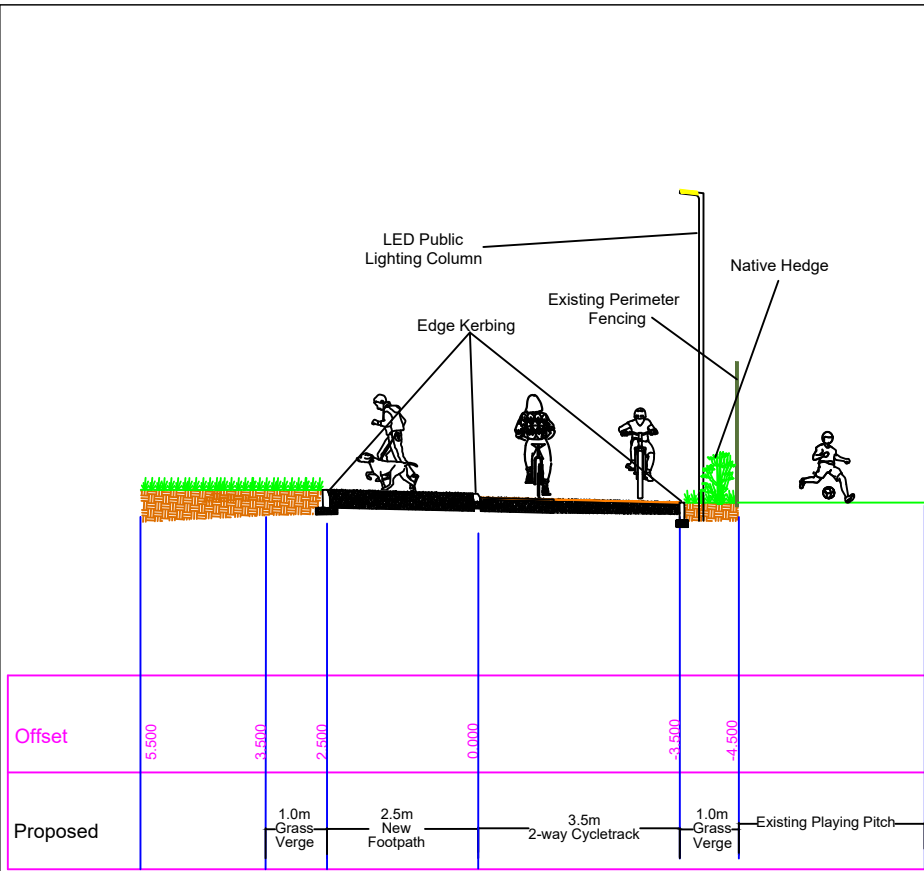 LED Public
Lighting Column
Native Hedge
Existing Perimeter
Fencing
Edge Kerbing
Offset
5.500
3.500
2.500
0.000
-3.500
-4.500
Proposed
1.0m
Grass
Verge
2.5m
New
Footpath
3.5m
2-way Cycletrack
1.0m
Grass
Verge
Existing Playing Pitch